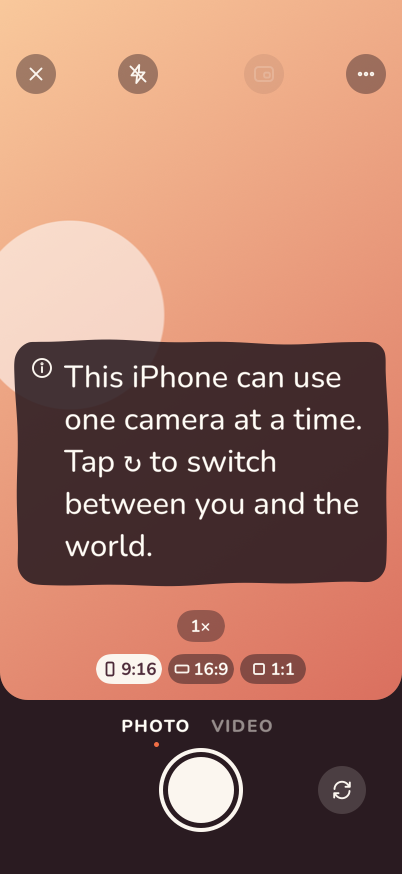 This iPhone can use
one camera at a time.
Tap ↻ to switch
between you and the
world.
1×
9:16
16:9
1:1
PHOTO
VIDEO